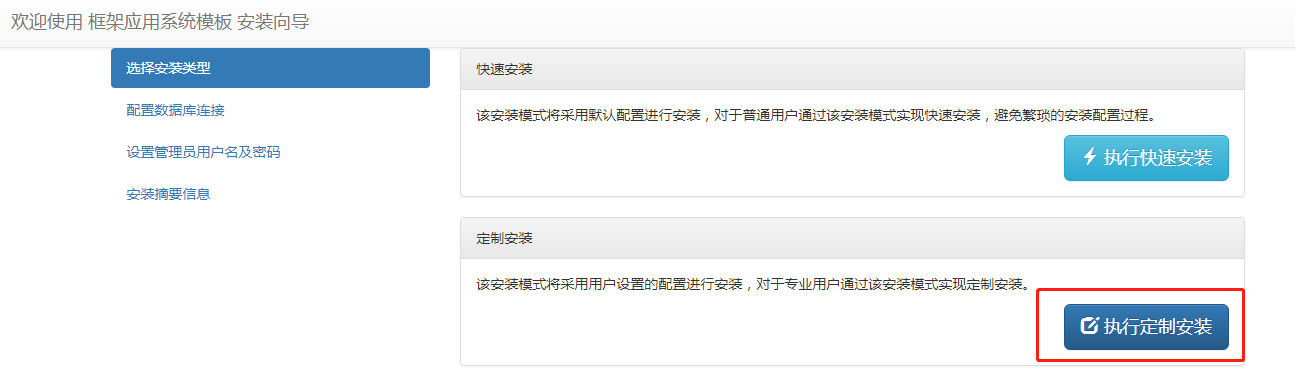 欢迎使用 框架应用系统模板 安装向导
选择安装类型
配置数据库连接
设置管理员用户名及密码
安装摘要信息
快速安装
该安装模式将采用默认配置进行安装，对于普通用户通过该安装模式实现快速安装，避免繁琐的安装配置过程。
执行快速安装
定制安装
该安装模式将采用用户设置的配置进行安装，对于专业用户通过该安装模式实现定制安装。
执行定制安装